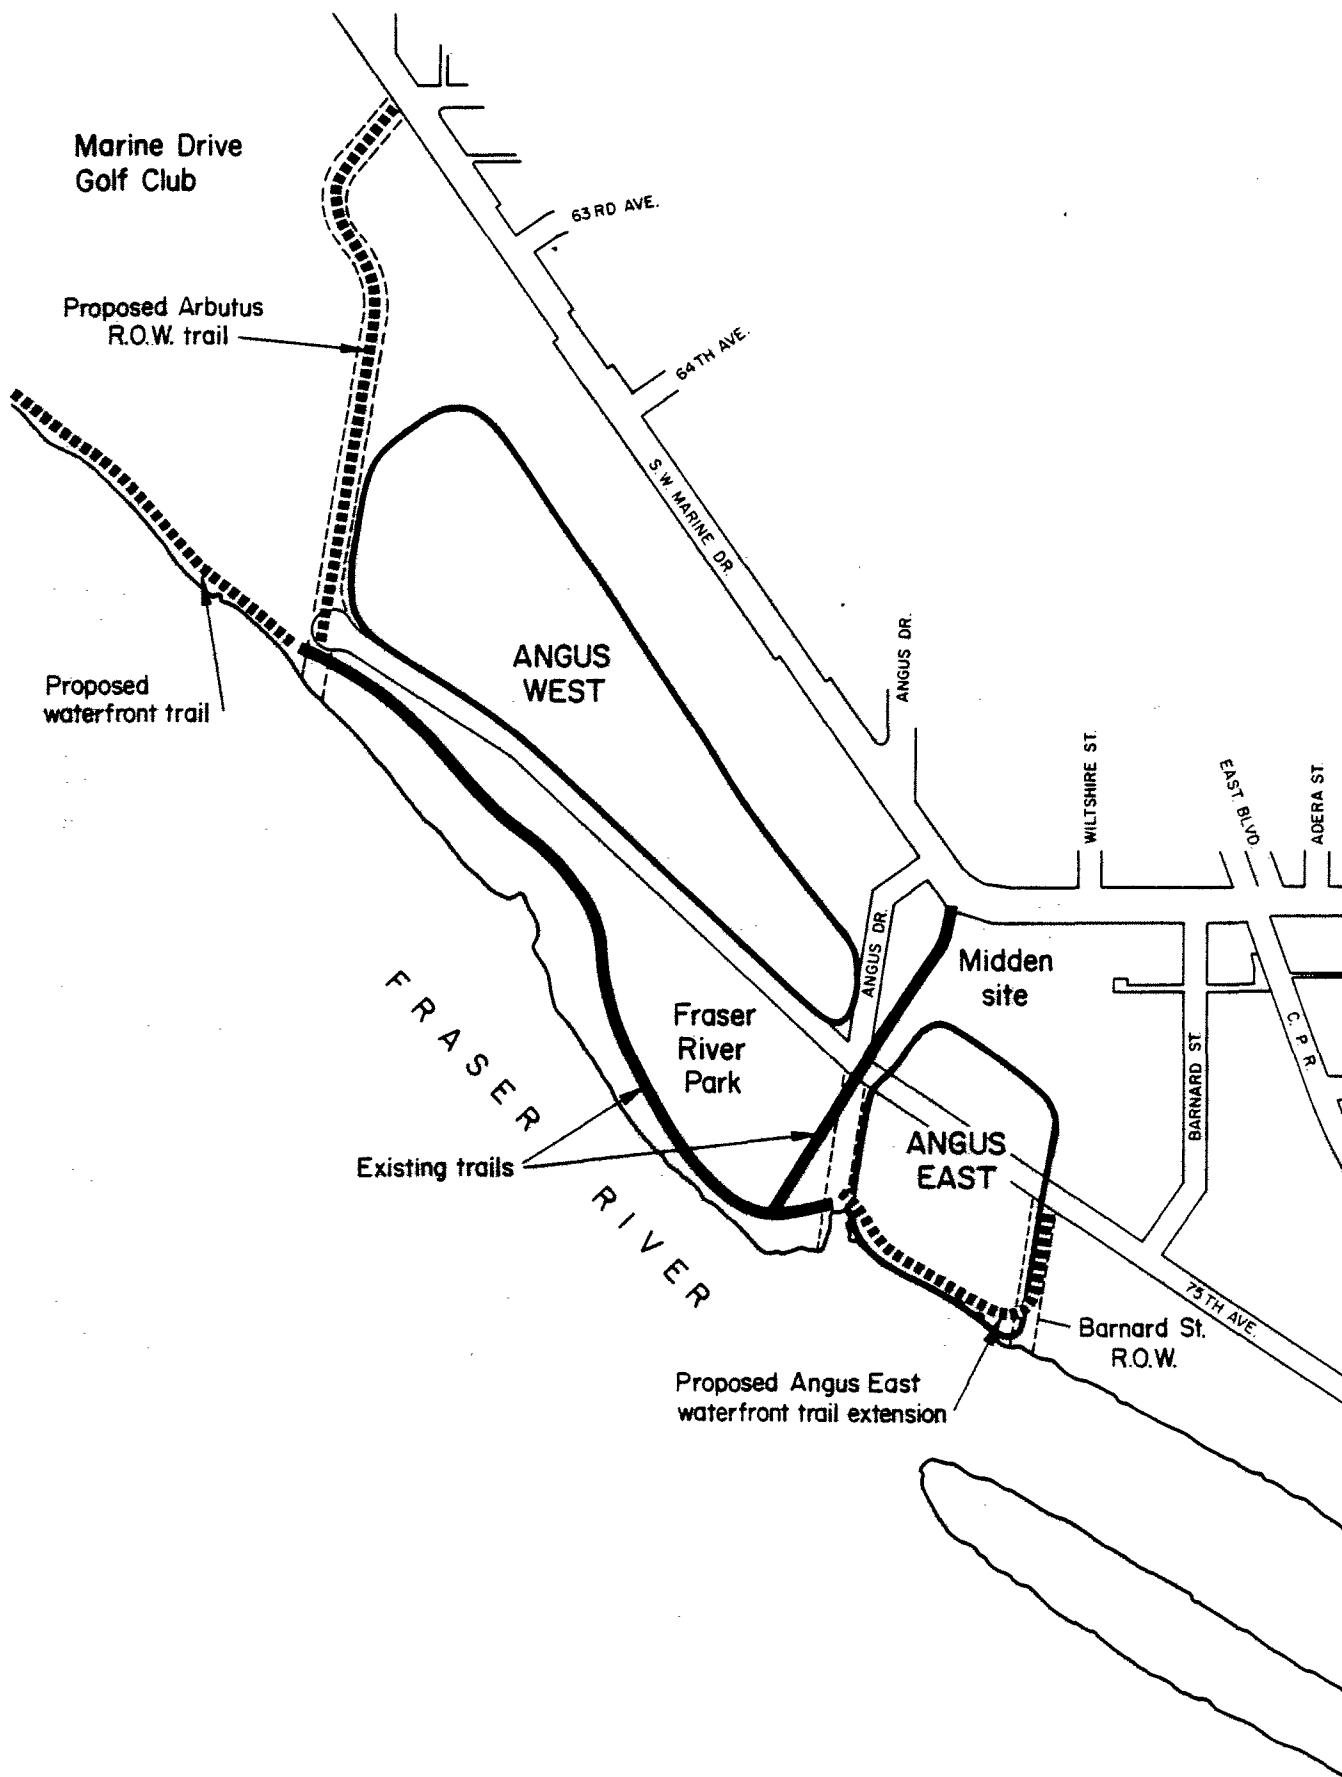 Marine Drive
Golf Club
63RD AVE.
Proposed Arbutus
R.O.W. trail
64TH AVE.
S.W. MARINE DR.
ANGUS DR.
ANGUS
WEST
Proposed
waterfront trail
WILTSHIRE ST.
EAST. BLVD.
ADERA ST.
ANGUS DR.
Midden
site
FRASER RIVER
Fraser
River
Park
C. P. R.
BARNARD ST.
Existing trails
ANGUS
EAST
75TH AVE.
Barnard St.
R.O.W.
Proposed Angus East
waterfront trail extension